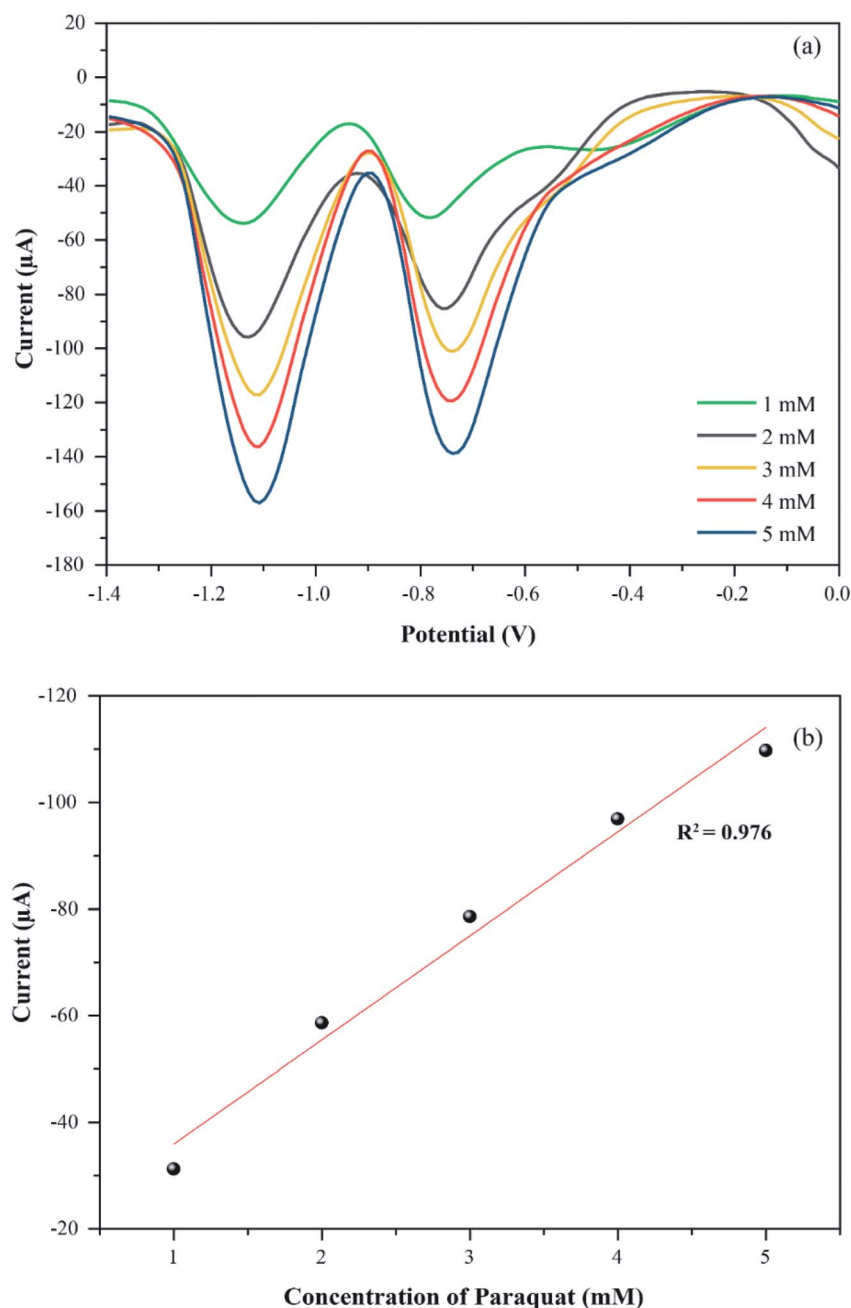 (a)
20
0
-20
-40
-60
-80
-100
-120
-140
-160
-180
Current (µA)
1 mM
2 mM
3 mM
4 mM
5 mM
-1.4 -1.2 -1.0 -0.8 -0.6 -0.4 -0.2 0.0
Potential (V)
(b)
-120
-100
-80
-60
-40
-20
Current (µA)
R² = 0.976
1 2 3 4 5
Concentration of Paraquat (mM)